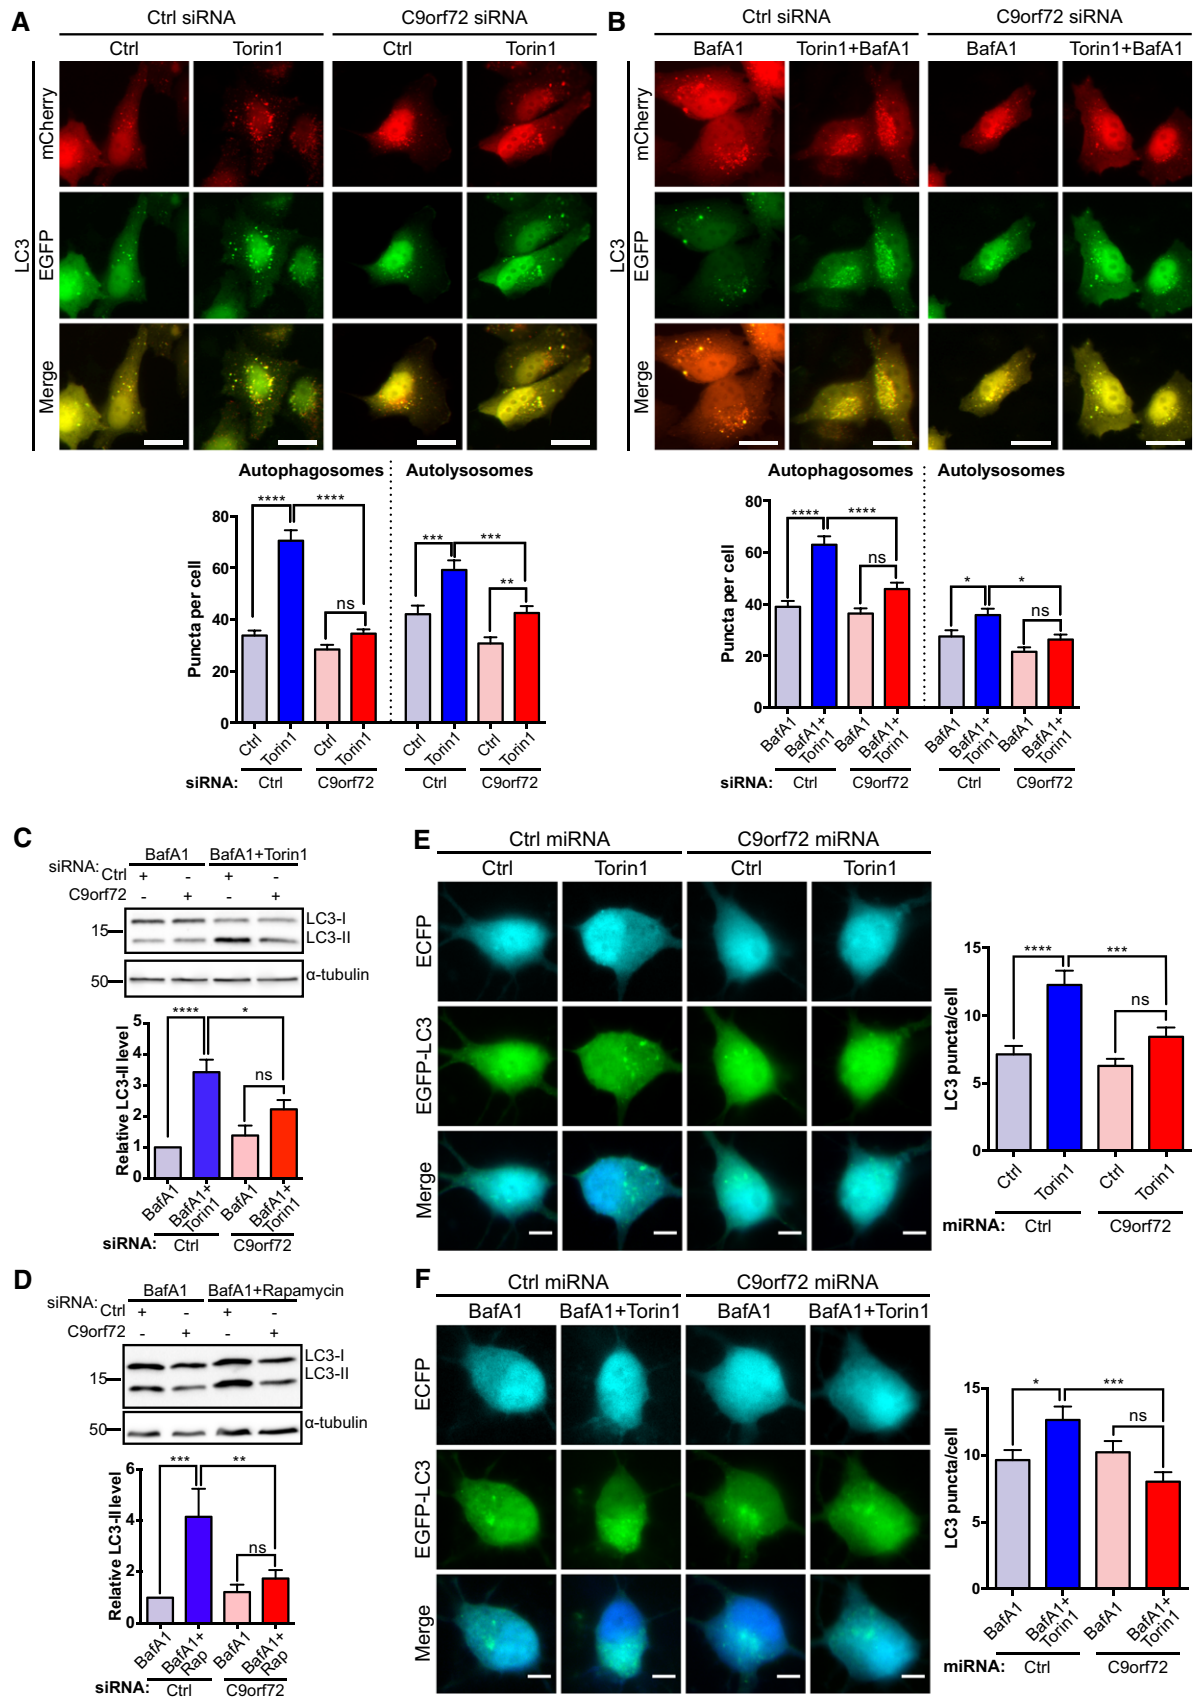 A
Ctrl siRNA
C9orf72 siRNA
Ctrl
Torin1
Ctrl
Torin1
LC3
mCherry
EGFP
Merge
Autophagosomes
Autolysosomes
Puncta per cell
80
60
40
20
0
****
****
ns
***
***
**
Ctrl
Torin1
Ctrl
Torin1
Ctrl
Torin1
Ctrl
Torin1
siRNA:
Ctrl
C9orf72
Ctrl
C9orf72
B
Ctrl siRNA
C9orf72 siRNA
BafA1
Torin1+BafA1
BafA1
Torin1+BafA1
LC3
mCherry
EGFP
Merge
Autophagosomes
Autolysosomes
Puncta per cell
80
60
40
20
0
****
****
ns
*
*
ns
BafA1
BafA1+
Torin1
BafA1
BafA1+
Torin1
BafA1
BafA1+
Torin1
BafA1
BafA1+
Torin1
siRNA:
Ctrl
C9orf72
Ctrl
C9orf72
C
BafA1
BafA1+Torin1
siRNA: Ctrl + - + -
C9orf72 - + - +
15
LC3-I
LC3-II
50
α-tubulin
Relative LC3-II level
5
4
3
2
1
0
****
*
ns
BafA1
BafA1+
Torin1
BafA1
BafA1+
Torin1
siRNA:
Ctrl
C9orf72
D
BafA1
BafA1+Rapamycin
siRNA: Ctrl + - + -
C9orf72 - + - +
15
LC3-I
LC3-II
50
α-tubulin
Relative LC3-II level
6
4
2
0
***
**
ns
BafA1
BafA1+
Rap
BafA1
BafA1+
Rap
siRNA:
Ctrl
C9orf72
E
Ctrl miRNA
C9orf72 miRNA
Ctrl
Torin1
Ctrl
Torin1
ECFP
EGFP-LC3
Merge
LC3 puncta/cell
15
10
5
0
****
***
ns
Ctrl
Torin1
Ctrl
Torin1
miRNA:
Ctrl
C9orf72
F
Ctrl miRNA
C9orf72 miRNA
BafA1
BafA1+Torin1
BafA1
BafA1+Torin1
ECFP
EGFP-LC3
Merge
LC3 puncta/cell
15
10
5
0
*
***
ns
BafA1
BafA1+
Torin1
BafA1
BafA1+
Torin1
miRNA:
Ctrl
C9orf72